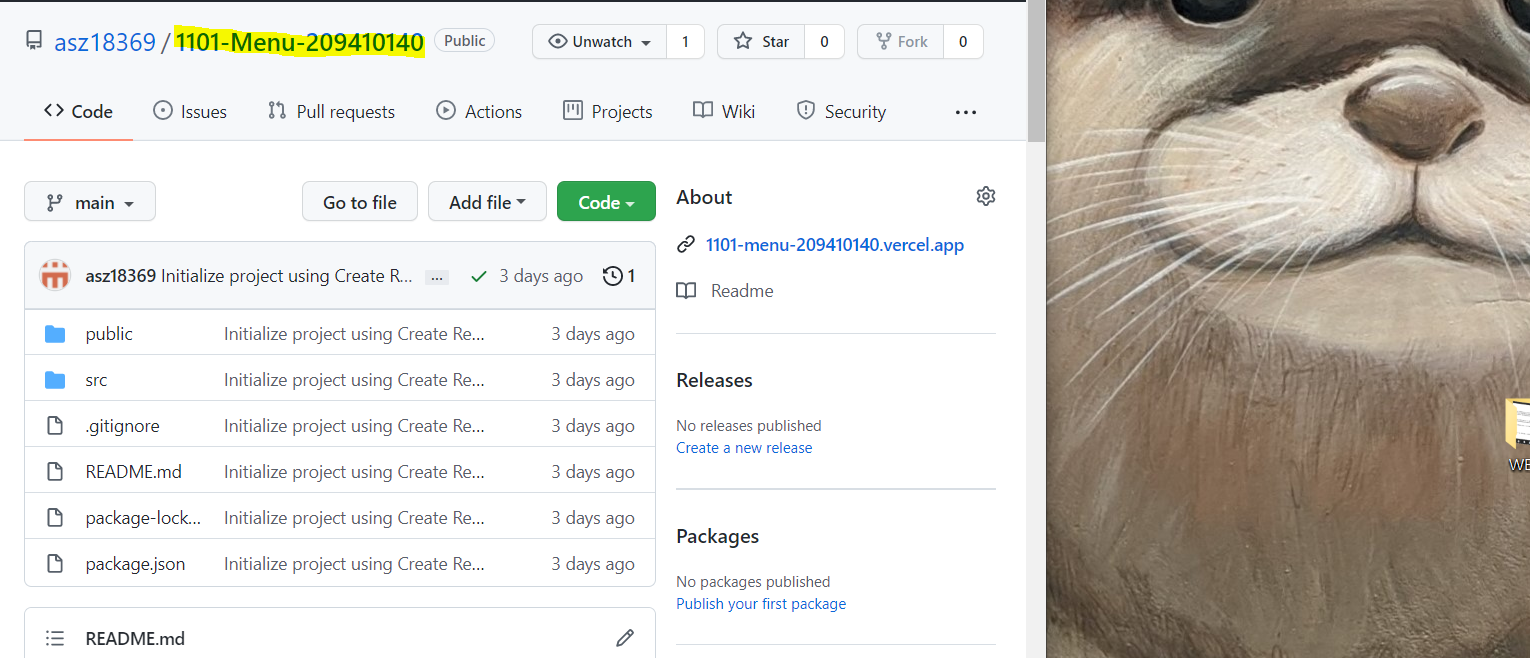 asz18369 / 1101-Menu-209410140 Public Unwatch 1 Star 0 Fork 0
Code Issues Pull requests Actions Projects Wiki Security ...
main Go to file Add file Code
About
1101-menu-209410140.vercel.app
Readme
asz18369 Initialize project using Create R... ... 3 days ago 1
public Initialize project using Create Re... 3 days ago
src Initialize project using Create Re... 3 days ago
.gitignore Initialize project using Create Re... 3 days ago
README.md Initialize project using Create Re... 3 days ago
package-lock... Initialize project using Create Re... 3 days ago
package.json Initialize project using Create Re... 3 days ago
README.md
Releases
No releases published
Create a new release
Packages
No packages published
Publish your first package